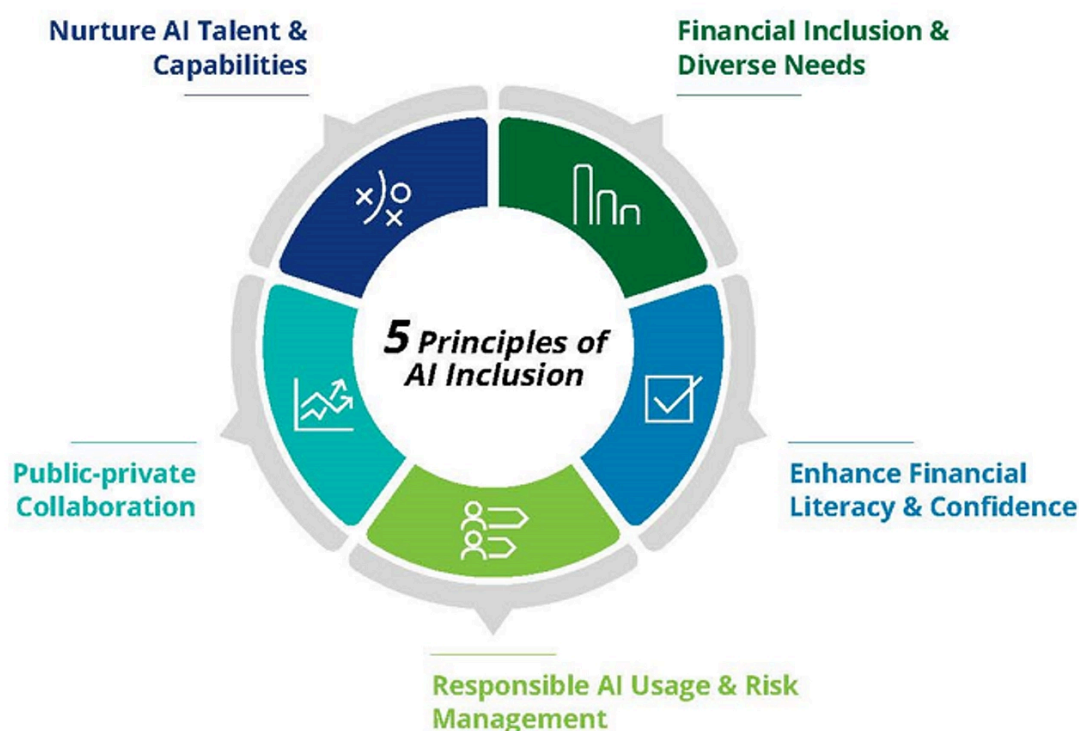 Nurture AI Talent &
Capabilities
Financial Inclusion &
Diverse Needs
5 Principles of
AI Inclusion
Public-private
Collaboration
Enhance Financial
Literacy & Confidence
Responsible AI Usage & Risk
Management